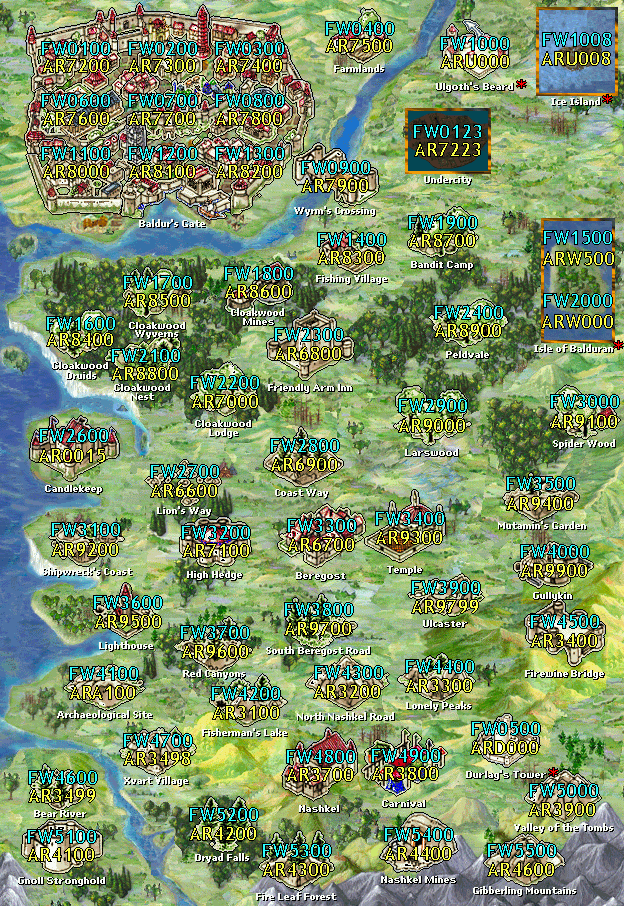 FW0400
AR7500
Farmlands
FW1000
ARU000
Ulgoth's Beard*
FW1008
ARU008
Ice Island*
FW0100
AR7200
FW0200
AR7300
FW0300
AR7400
FW0600
AR7600
FW0700
AR7700
FW0800
AR7800
FW1100
AR8000
FW1200
AR8100
FW1300
AR8200
Baldur's Gate
FW0123
AR7223
Undercity
FW0900
AR7900
Wyrm's Crossing
FW1400
AR8300
Fishing Village
FW1900
AR8700
Bandit Camp
FW1500
ARW500
FW2000
ARW000
Isle of Balduran*
FW1700
AR8500
Cloakwood
Wyverns
FW1800
AR8600
Cloakwood
Mines
FW1600
AR8400
Cloakwood
Druids
FW2100
AR8800
Cloakwood
Nest
FW2300
AR6800
Friendly Arm Inn
FW2400
AR8900
Peldvale
FW2200
AR7000
Cloakwood
Lodge
FW2900
AR9000
Larswood
FW3000
AR9100
Spider Wood
FW2600
AR0015
Candlekeep
FW2700
AR6600
Lion's Way
FW2800
AR6900
Coast Way
FW3500
AR9400
Mutamin's Garden
FW3100
AR9200
Shipwreck's Coast
FW3200
AR7100
High Hedge
FW3300
AR6700
Beregost
FW3400
AR9300
Temple
FW4000
AR9900
Gullykin
FW3600
AR9500
Lighthouse
FW3700
AR9600
Red Canyons
FW3800
AR9700
South Beregost Road
FW3900
AR9799
Ulcaster
FW4500
AR3400
Firewine Bridge
FW4100
ARA100
Archaeological Site
FW4200
AR3100
Fisherman's Lake
FW4300
AR3200
North Nashkel Road
FW4400
AR3300
Lonely Peaks
FW0500
ARD000
Durlag's Tower*
FW4600
AR3499
Bear River
FW4700
AR3498
Xvart Village
FW4800
AR3700
Nashkel
FW4900
AR3800
Carnival
FW5000
AR3900
Valley of the Tombs
FW5100
AR4100
Gnoll Stronghold
FW5200
AR4200
Dryad Falls
FW5300
AR4300
Fire Leaf Forest
FW5400
AR4400
Nashkel Mines
FW5500
AR4600
Gibberling Mountains